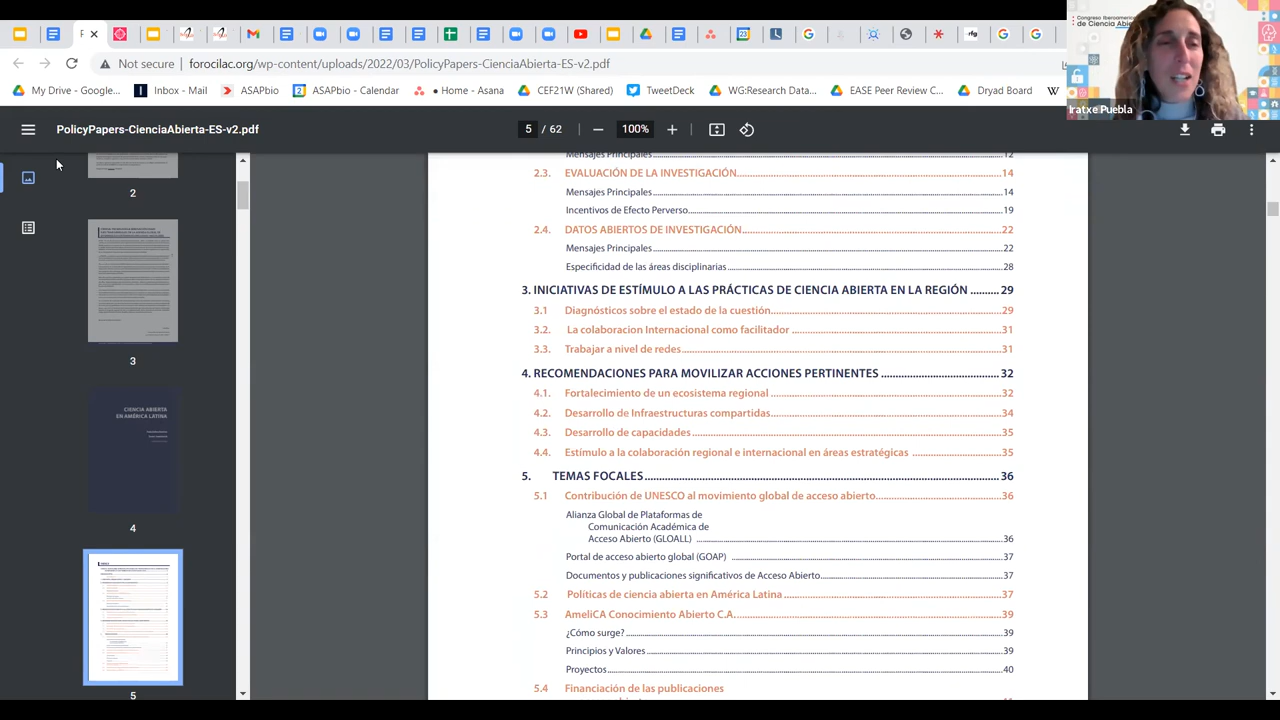 Congreso Iberoamericano
de Ciencia Abierta
Iratxe Puebla
Not secure
forocilac.org/wp-content/uploads/2022/03/PolicyPapers-CienciaAbierta-ES-v2.pdf
My Drive - Google...
Inbox - Mail
ASAPbio
ASAPbio - Calendar
• Home - Asana
CEF21W (Shared)
TweetDeck
WG:Research Data...
EASE Peer Review C...
Dryad Board
PolicyPapers-CienciaAbierta-ES-v2.pdf
5 / 62
100%
2
3
CIENCIA ABIERTA
EN AMÉRICA LATINA
4
5
Mensajes Principales 12
2.3. EVALUACIÓN DE LA INVESTIGACIÓN 14
Mensajes Principales 14
Incentivos de Efecto Perverso 19
2.4. DATOS ABIERTOS DE INVESTIGACIÓN 22
Mensajes Principales 22
Especificidad de las áreas disciplinarias 28
3. INICIATIVAS DE ESTÍMULO A LAS PRÁCTICAS DE CIENCIA ABIERTA EN LA REGIÓN 29
3.1 Diagnósticos sobre el estado de la cuestión 29
3.2. La colaboracion Internacional como facilitador 31
3.3. Trabajar a nivel de redes 31
4. RECOMENDACIONES PARA MOVILIZAR ACCIONES PERTINENTES 32
4.1. Fortalecimiento de un ecosistema regional 32
4.2. Desarrollo de Infraestructuras compartidas 34
4.3. Desarrollo de capacidades 35
4.4. Estímulo a la colaboración regional e internacional en áreas estratégicas 35
5. TEMAS FOCALES 36
5.1 Contribución de UNESCO al movimiento global de acceso abierto 36
Alianza Global de Plataformas de
Comunicación Académica de
Acceso Abierto (GLOALL) 36
Portal de acceso abierto global (GOAP) 37
Documentos y publicaciones significativos de Acceso Abierto 37
5.2 Políticas de ciencia abierta en América Latina 37
5.3 AmeliCA Conocimiento Abierto C.A. 39
¿Cómo surge? 39
Principios y Valores 39
Proyectos 40
5.4 Financiación de las publicaciones